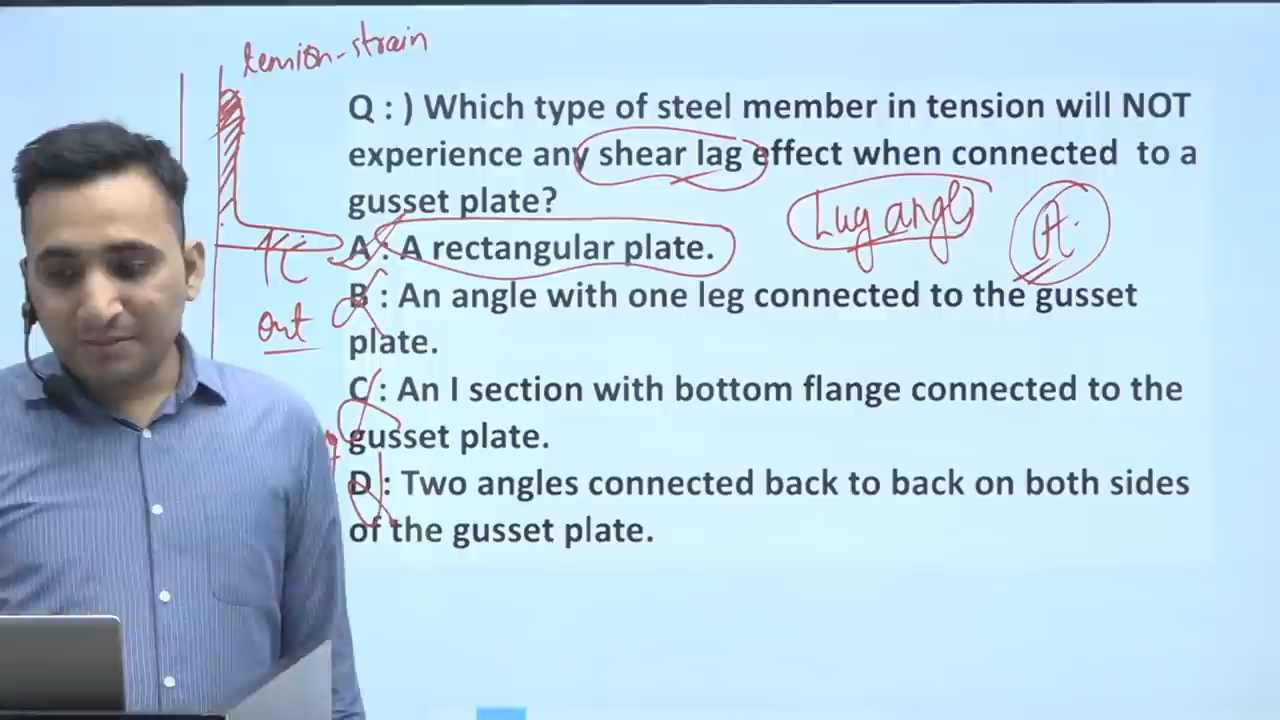 tension-strain
Q : ) Which type of steel member in tension will NOT
experience any shear lag effect when connected to a
gusset plate?
Lug angle
A.
A : A rectangular plate.
B : An angle with one leg connected to the gusset
plate.
out
C : An I section with bottom flange connected to the
gusset plate.
D : Two angles connected back to back on both sides
of the gusset plate.